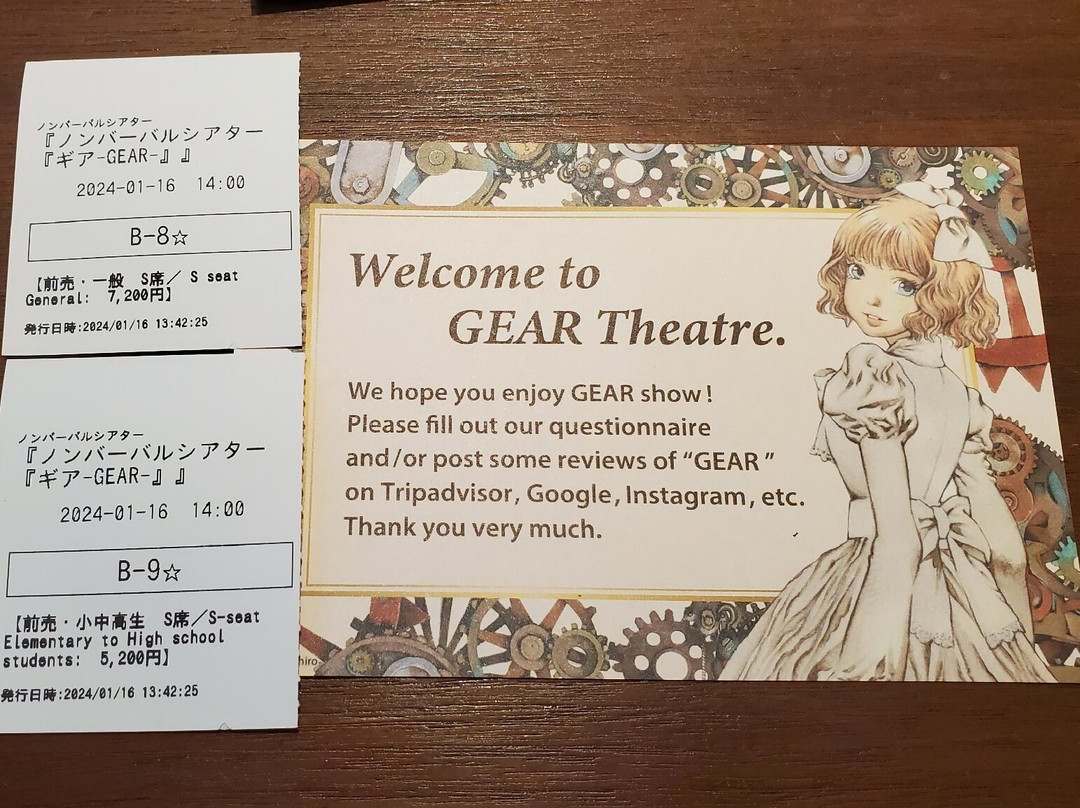 ノンバーバルシアター
『ノンバーバルシアター
『ギア-GEAR-』』
2024-01-16 14:00
B-8☆
【前売・一般 S席／ S seat
General: 7,200円】
発行日時:2024/01/16 13:42:25
ノンバーバルシアター
『ノンバーバルシアター
『ギア-GEAR-』』
2024-01-16 14:00
B-9☆
【前売・小中高生 S席／S-seat
Elementary to High school
students: 5,200円】
発行日時:2024/01/16 13:42:25
Welcome to
GEAR Theatre.
We hope you enjoy GEAR show!
Please fill out our questionnaire
and/or post some reviews of “GEAR”
on Tripadvisor, Google, Instagram, etc.
Thank you very much.